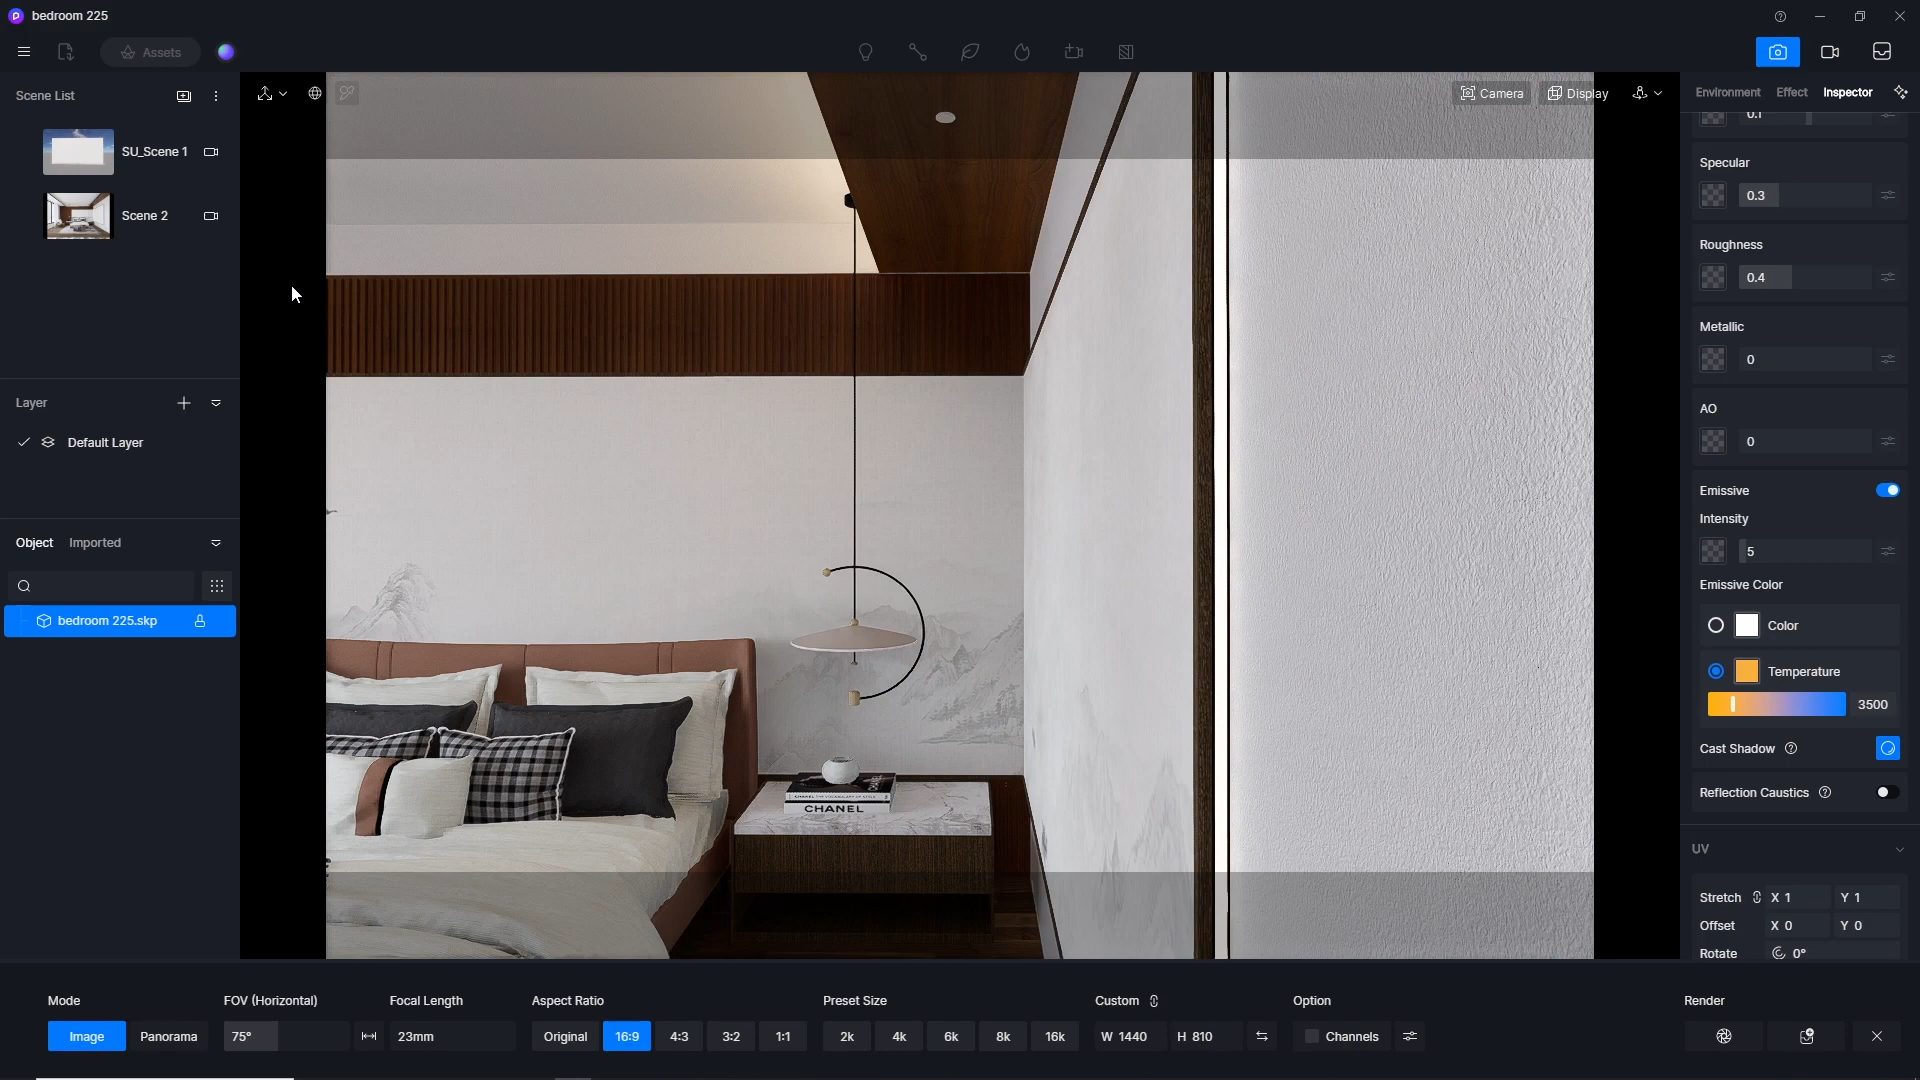 bedroom 225
Assets
Scene List
Camera
Display
Environment
Effect
Inspector
0.1
SU_Scene 1
Scene 2
Specular
0.3
Roughness
0.4
Metallic
0
AO
0
Layer
Default Layer
Emissive
Intensity
5
Object
Imported
bedroom 225.skp
Emissive Color
Color
Temperature
3500
Cast Shadow
Reflection Caustics
CHANEL
UV
Stretch
X 1
Y 1
Offset
X 0
Y 0
Rotate
0°
Mode
FOV (Horizontal)
Focal Length
Aspect Ratio
Preset Size
Custom
Option
Render
Image
Panorama
75°
23mm
Original
16:9
4:3
3:2
1:1
2k
4k
6k
8k
16k
W 1440
H 810
Channels